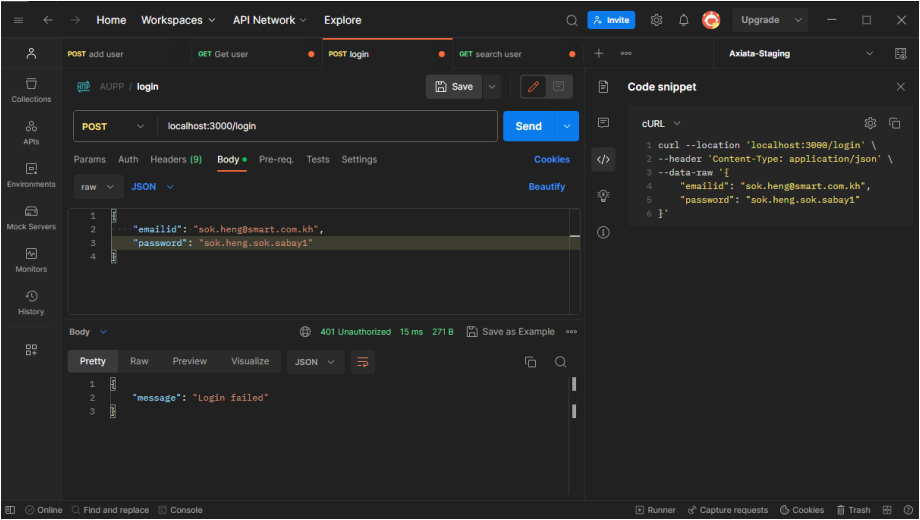 Home Workspaces API Network Explore Invite Upgrade
POST add user GET Get user POST login GET search user Axiata-Staging
AUPP / login Save
POST localhost:3000/login Send
Params Auth Headers (9) Body Pre-req. Tests Settings Cookies
raw JSON Beautify
1 {
2 "emailid": "sok.heng@smart.com.kh",
3 "password": "sok.heng.sok.sabay1"
4 }
Collections
APIs
Environments
Mock Servers
Monitors
History
Body 401 Unauthorized 15 ms 271 B Save as Example
Pretty Raw Preview Visualize JSON
1 {
2 "message": "Login failed"
3 }
Code snippet
cURL
1 curl --location 'localhost:3000/login' \
2 --header 'Content-Type: application/json' \
3 --data-raw '{
4 "emailid": "sok.heng@smart.com.kh",
5 "password": "sok.heng.sok.sabay1"
6 }'
Online Find and replace Console Runner Capture requests Cookies Trash